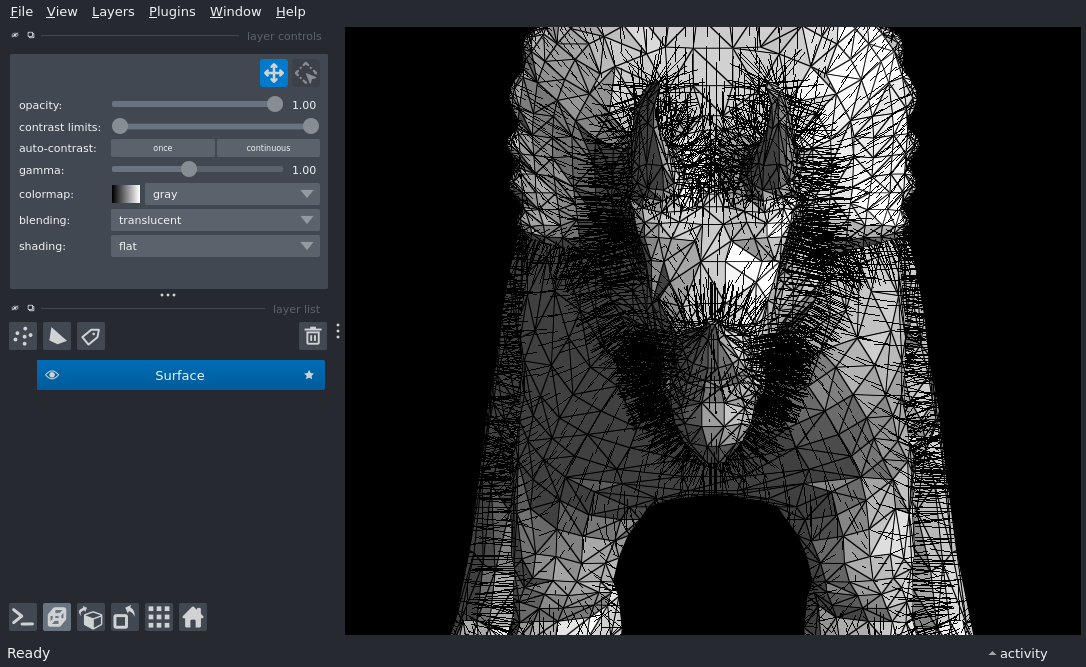 File View Layers Plugins Window Help
layer controls
opacity: 1.00
contrast limits:
auto-contrast: once continuous
gamma: 1.00
colormap: gray
blending: translucent
shading: flat
layer list
Surface
Ready
activity